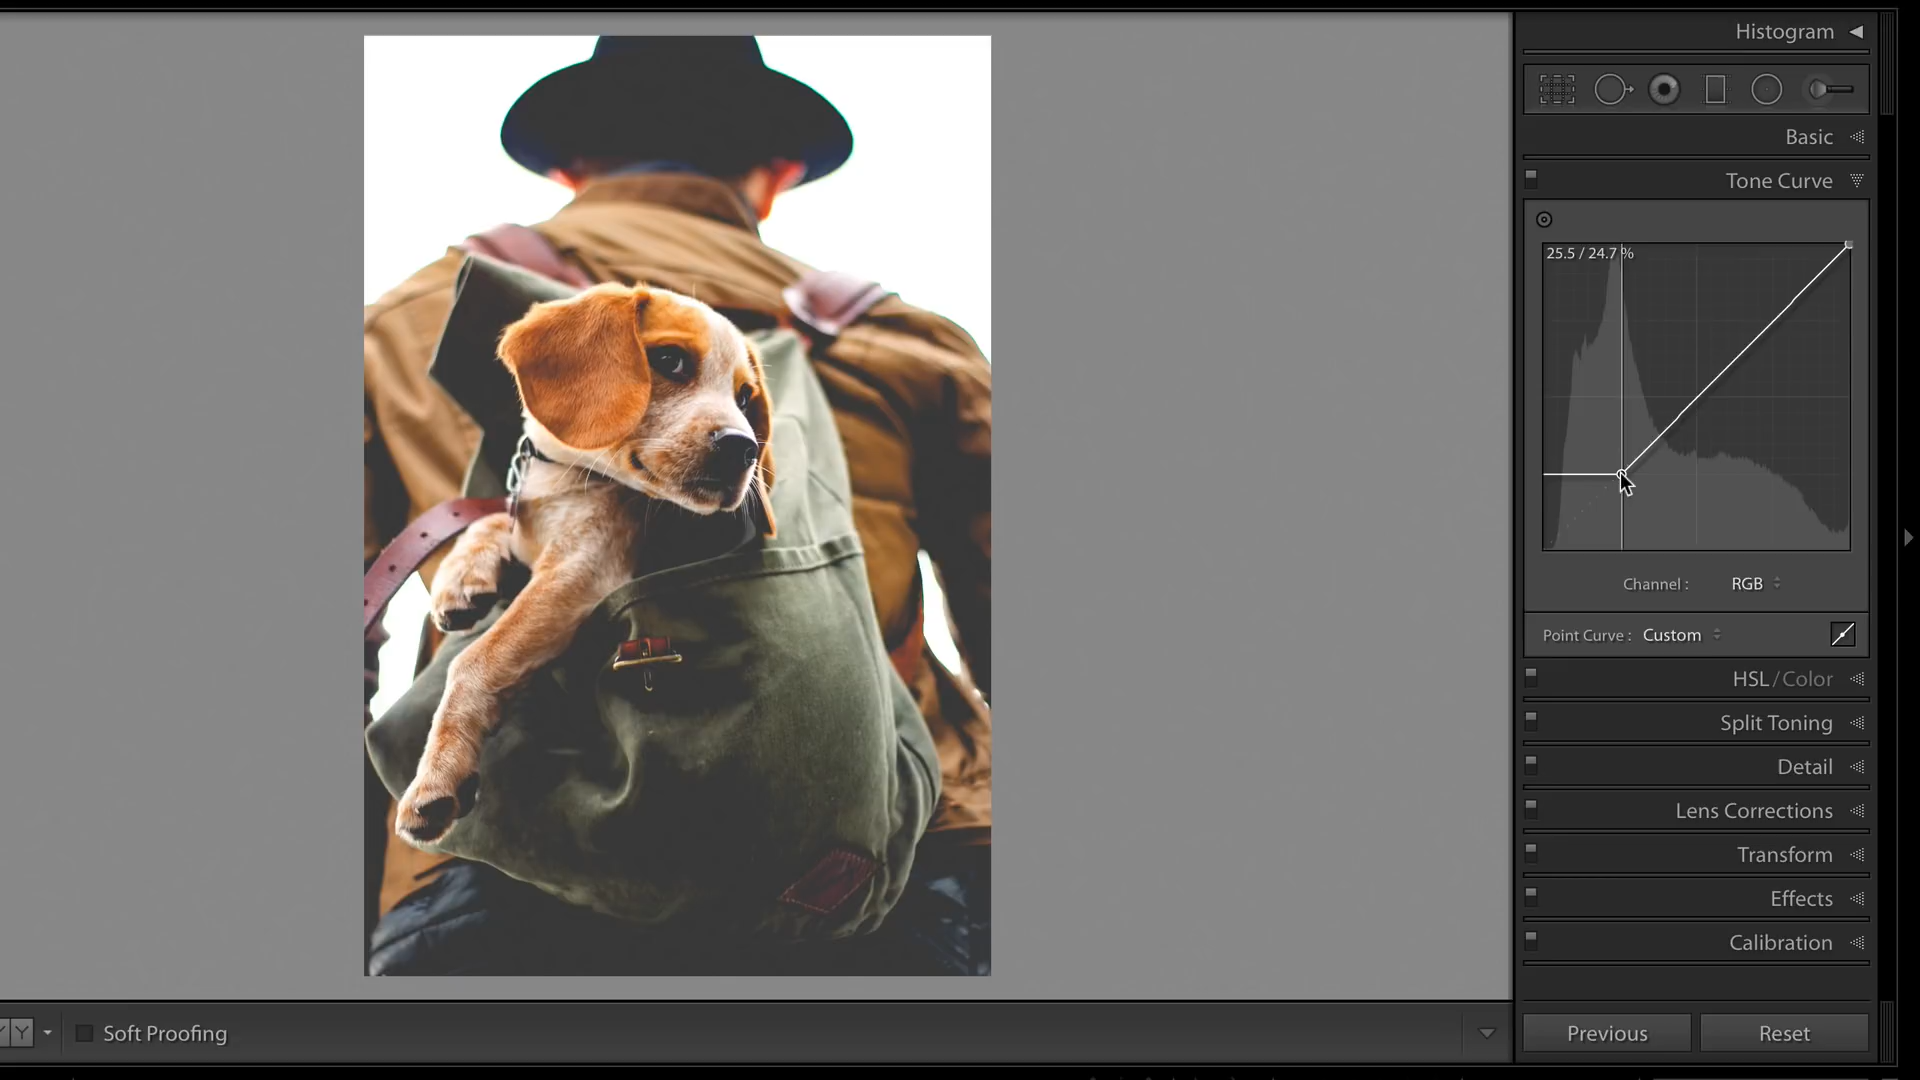 Histogram
Basic
Tone Curve
25.5 / 24.7 %
Channel : RGB
Point Curve : Custom
HSL / Color
Split Toning
Detail
Lens Corrections
Transform
Effects
Calibration
Y Y Soft Proofing
Previous Reset